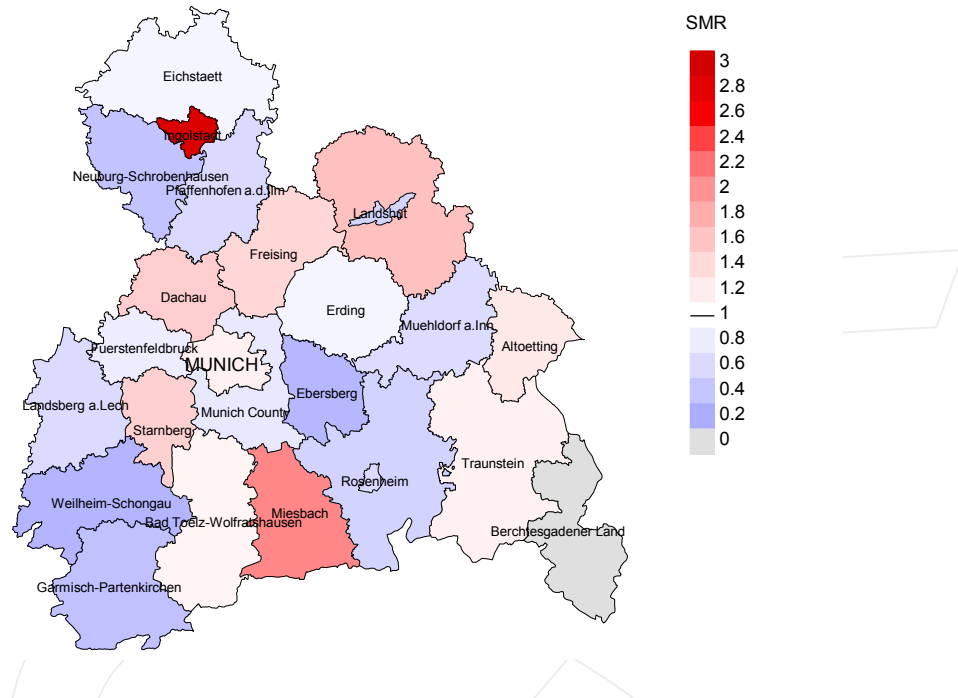 SMR
3
2.8
2.6
2.4
2.2
2
1.8
1.6
1.4
1.2
1
0.8
0.6
0.4
0.2
0
Eichstaett
Ingolstadt
Neuburg-Schrobenhausen
Pfaffenhofen a.d.Ilm
Landshut
Freising
Dachau
Erding
Muehldorf a.Inn
Altoetting
Fuerstenfeldbruck
MUNICH
Ebersberg
Landsberg a.Lech
Munich County
Starnberg
Traunstein
Rosenheim
Weilheim-Schongau
Miesbach
Bad Toelz-Wolfratshausen
Berchtesgadener Land
Garmisch-Partenkirchen